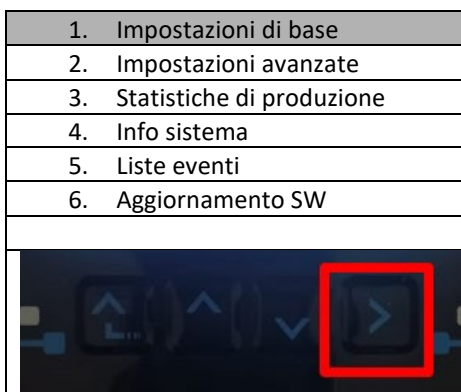 1. Impostazioni di base
2. Impostazioni avanzate
3. Statistiche di produzione
4. Info sistema
5. Liste eventi
6. Aggiornamento SW